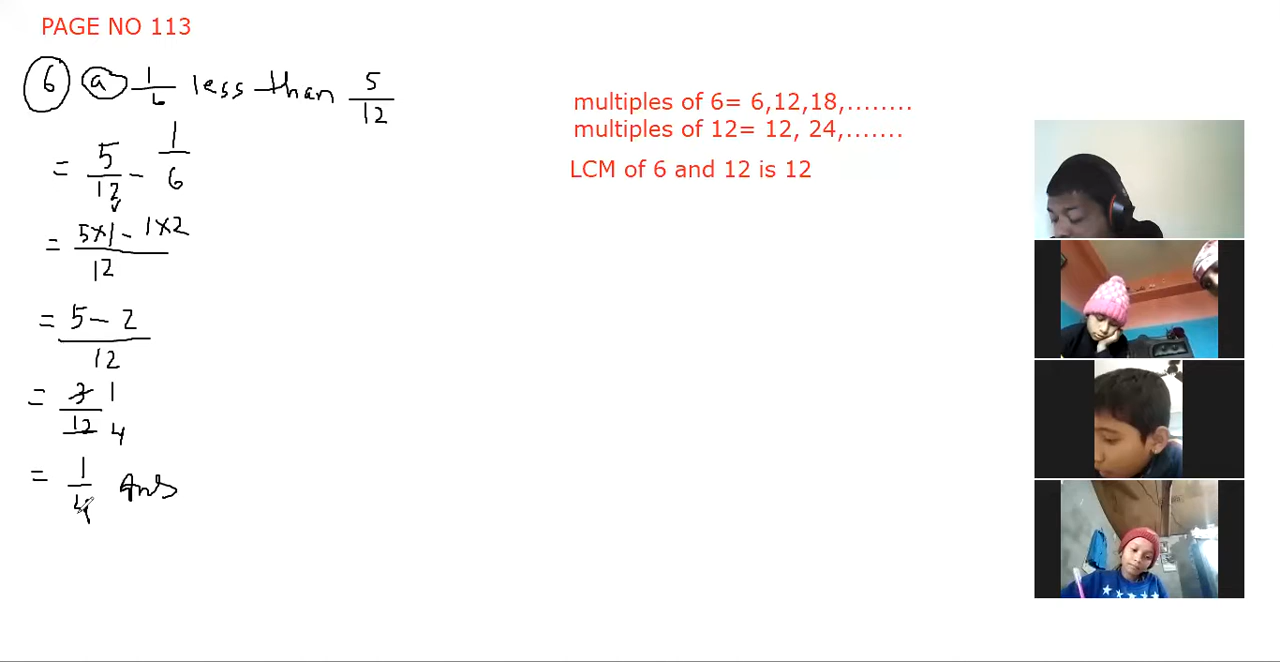 PAGE NO 113
6 a 1/6 less than 5/12
= 5/12 - 1/6
= 5×1 - 1×2 / 12
= 5 - 2 / 12
= 3/12 1/4
= 1/4 Ans
multiples of 6= 6,12,18,........
multiples of 12= 12, 24,.......
LCM of 6 and 12 is 12